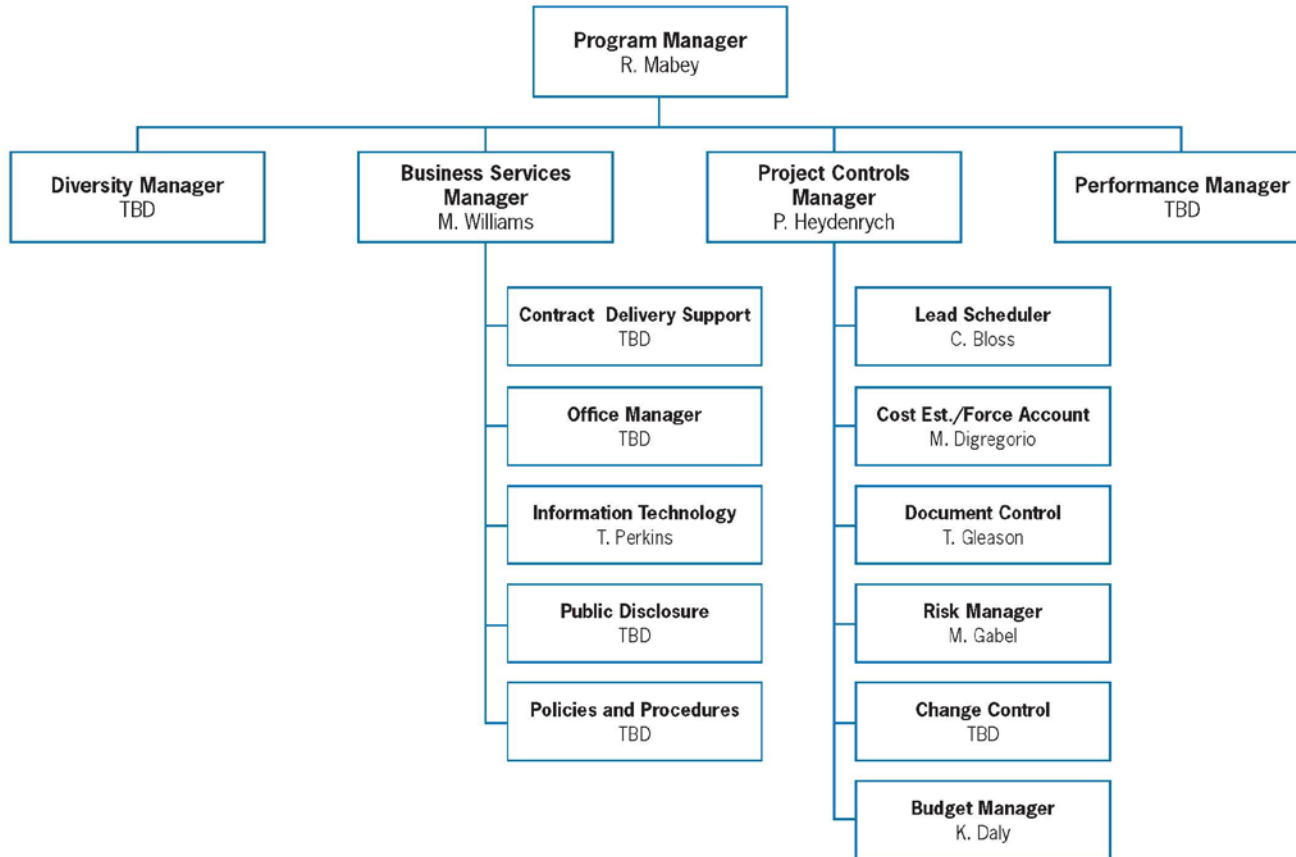 Program Manager
R. Mabey
Diversity Manager
TBD
Business Services
Manager
M. Williams
Project Controls
Manager
P. Heydenrych
Performance Manager
TBD
Contract Delivery Support
TBD
Office Manager
TBD
Information Technology
T. Perkins
Public Disclosure
TBD
Policies and Procedures
TBD
Lead Scheduler
C. Bloss
Cost Est./Force Account
M. Digregorio
Document Control
T. Gleason
Risk Manager
M. Gabel
Change Control
TBD
Budget Manager
K. Daly